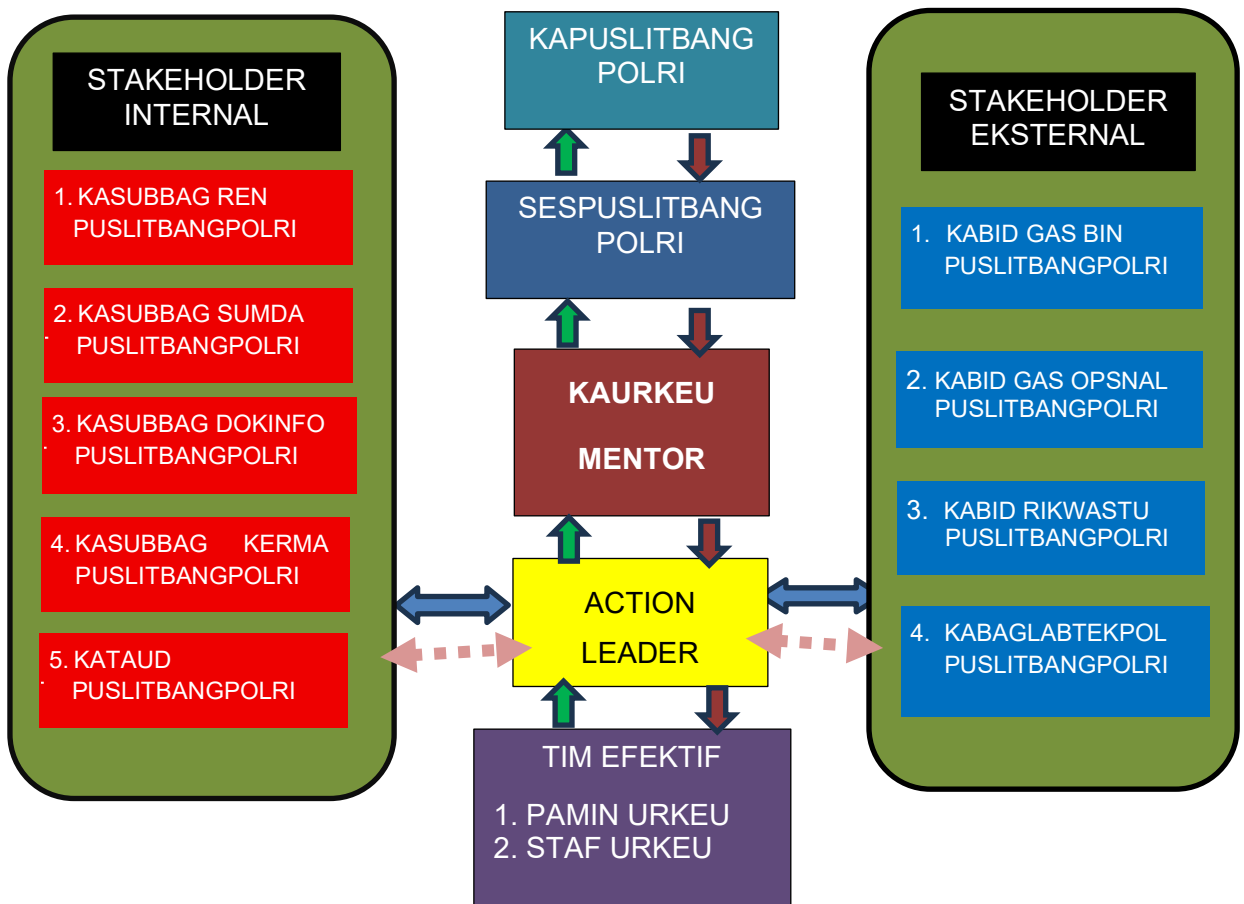 STAKEHOLDER
INTERNAL
1. KASUBBAG REN
PUSLITBANGPOLRI
2. KASUBBAG SUMDA
PUSLITBANGPOLRI
3. KASUBBAG DOKINFO
PUSLITBANGPOLRI
4. KASUBBAG KERMA
PUSLITBANGPOLRI
5. KATAUD
PUSLITBANGPOLRI
KAPUSLITBANG
POLRI
SESPUSLITBANG
POLRI
KAURKEU
MENTOR
ACTION
LEADER
TIM EFEKTIF
1. PAMIN URKEU
2. STAF URKEU
STAKEHOLDER
EKSTERNAL
1. KABID GAS BIN
PUSLITBANGPOLRI
2. KABID GAS OPSNAL
PUSLITBANGPOLRI
3. KABID RIKWASTU
PUSLITBANGPOLRI
4. KABAGLABTEKPOL
PUSLITBANGPOLRI